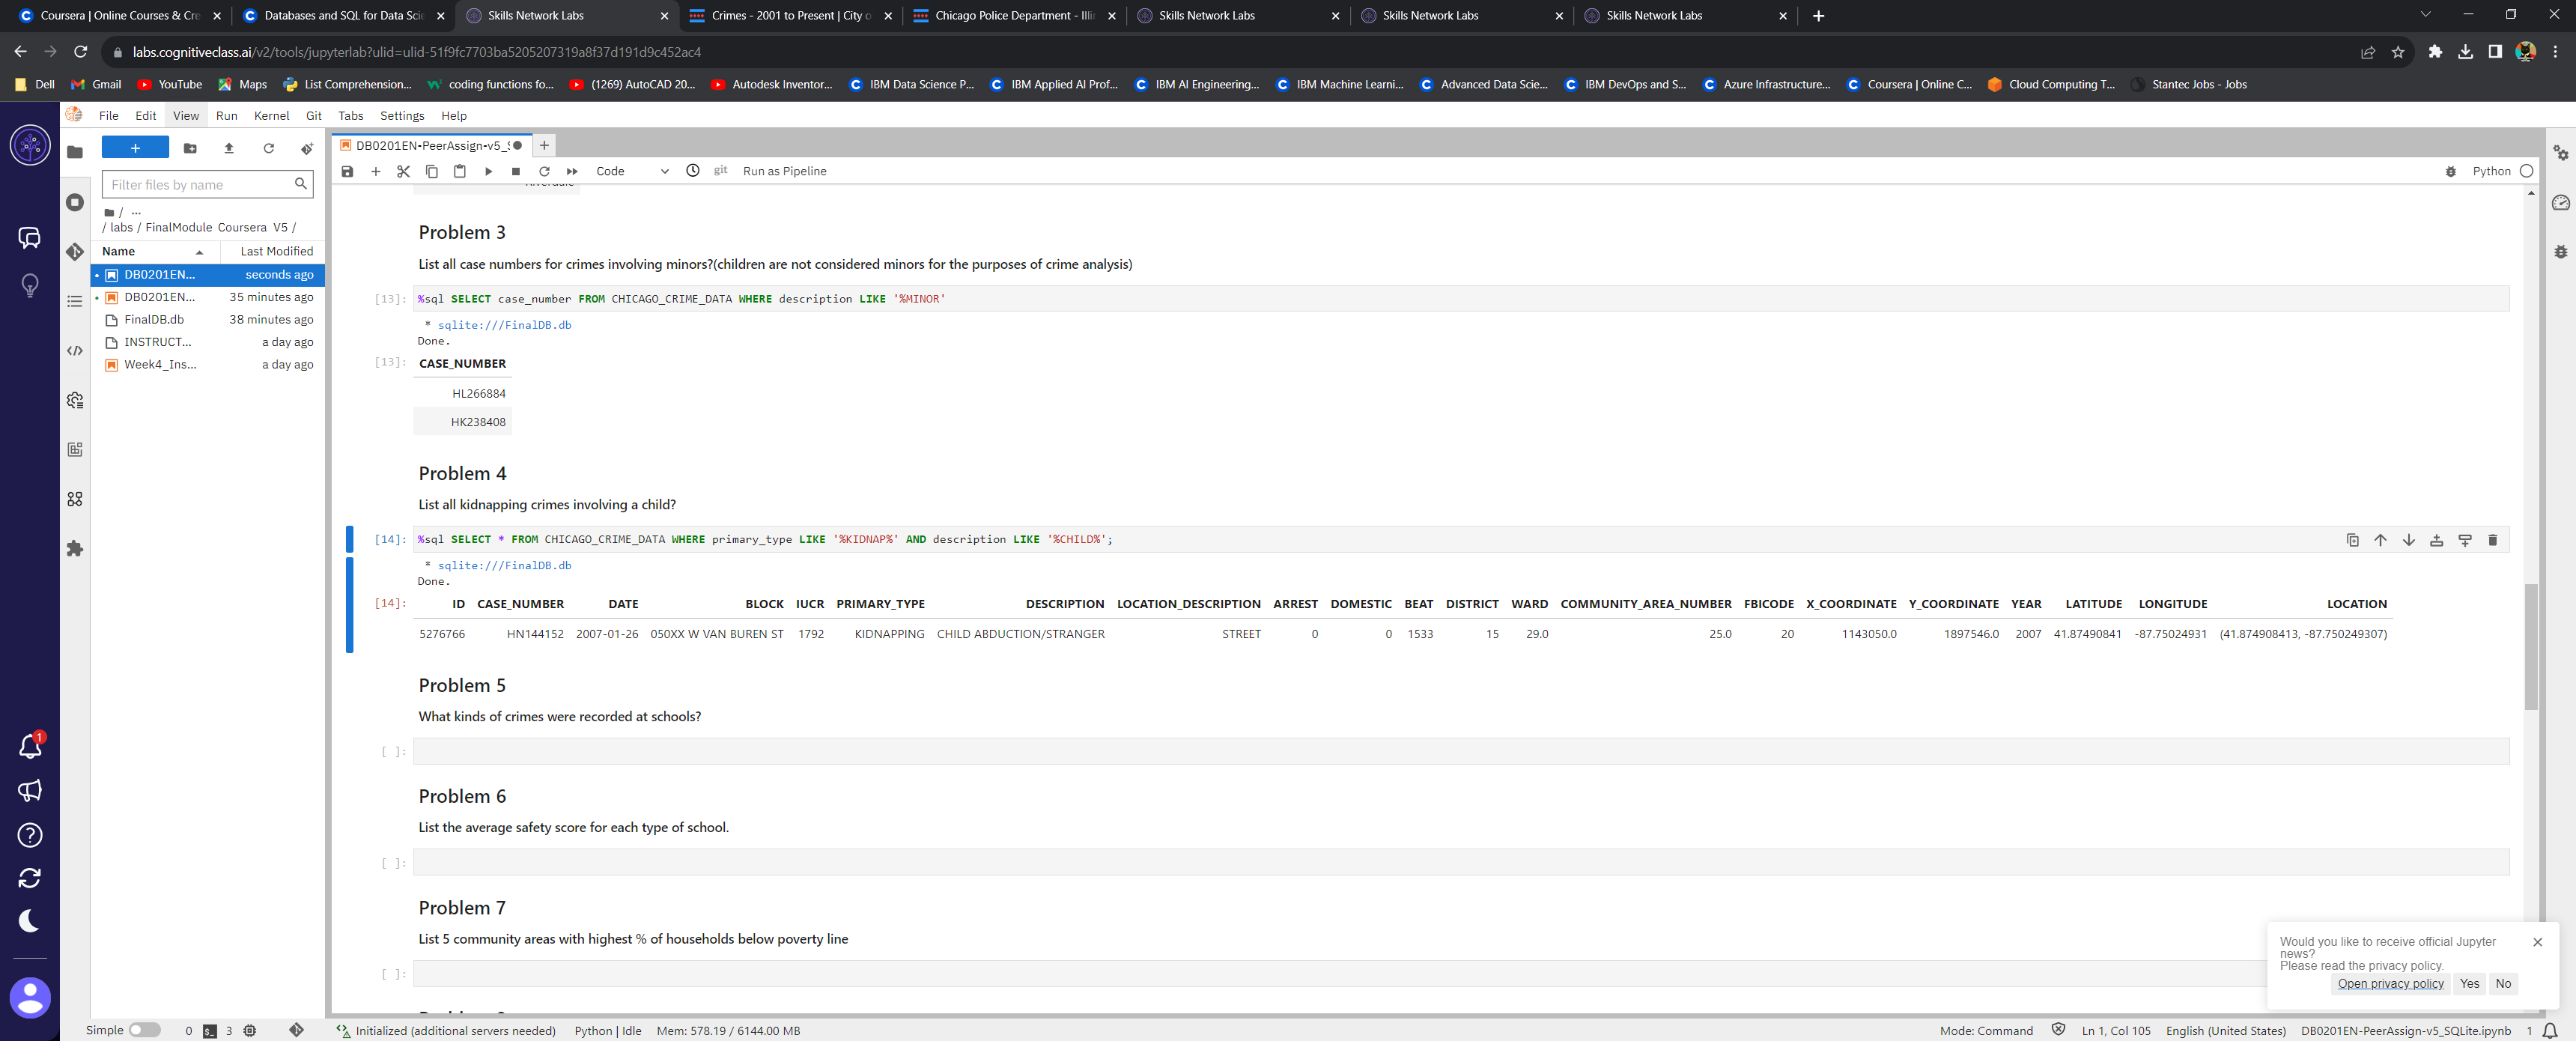 Coursera | Online Courses & Cre
Databases and SQL for Data Scie
Skills Network Labs
Crimes - 2001 to Present | City o
Chicago Police Department - Illin
Skills Network Labs
Skills Network Labs
Skills Network Labs
labs.cognitiveclass.ai/v2/tools/jupyterlab?ulid=ulid-51f9fc7703ba5205207319a8f37d191d9c452ac4
Dell Gmail YouTube Maps List Comprehension... coding functions fo... (1269) AutoCAD 20... Autodesk Inventor... IBM Data Science P... IBM Applied AI Prof... IBM AI Engineering... IBM Machine Learni... Advanced Data Scie... IBM DevOps and S... Azure Infrastructure... Coursera | Online C... Cloud Computing T... Stantec Jobs - Jobs
File Edit View Run Kernel Git Tabs Settings Help
DB0201EN-PeerAssign-v5_S
Code git Run as Pipeline Python
Filter files by name
/ ...
/ labs / FinalModule Coursera V5 /
Name Last Modified
DB0201EN... seconds ago
DB0201EN... 35 minutes ago
FinalDB.db 38 minutes ago
INSTRUCT... a day ago
Week4_Ins... a day ago
Problem 3
List all case numbers for crimes involving minors?(children are not considered minors for the purposes of crime analysis)
[13]: %sql SELECT case_number FROM CHICAGO_CRIME_DATA WHERE description LIKE '%MINOR'
* sqlite:///FinalDB.db
Done.
[13]: CASE_NUMBER
HL266884
HK238408
Problem 4
List all kidnapping crimes involving a child?
[14]: %sql SELECT * FROM CHICAGO_CRIME_DATA WHERE primary_type LIKE '%KIDNAP%' AND description LIKE '%CHILD%';
* sqlite:///FinalDB.db
Done.
[14]: ID CASE_NUMBER DATE BLOCK IUCR PRIMARY_TYPE DESCRIPTION LOCATION_DESCRIPTION ARREST DOMESTIC BEAT DISTRICT WARD COMMUNITY_AREA_NUMBER FBICODE X_COORDINATE Y_COORDINATE YEAR LATITUDE LONGITUDE LOCATION
5276766 HN144152 2007-01-26 050XX W VAN BUREN ST 1792 KIDNAPPING CHILD ABDUCTION/STRANGER STREET 0 0 1533 15 29.0 25.0 20 1143050.0 1897546.0 2007 41.87490841 -87.75024931 (41.874908413, -87.750249307)
Problem 5
What kinds of crimes were recorded at schools?
[ ]:
Problem 6
List the average safety score for each type of school.
[ ]:
Problem 7
List 5 community areas with highest % of households below poverty line
[ ]:
1
Would you like to receive official Jupyter
news?
Please read the privacy policy.
Open privacy policy Yes No
Simple 0 3 Initialized (additional servers needed) Python | Idle Mem: 578.19 / 6144.00 MB Mode: Command Ln 1, Col 105 English (United States) DB0201EN-PeerAssign-v5_SQLite.ipynb 1